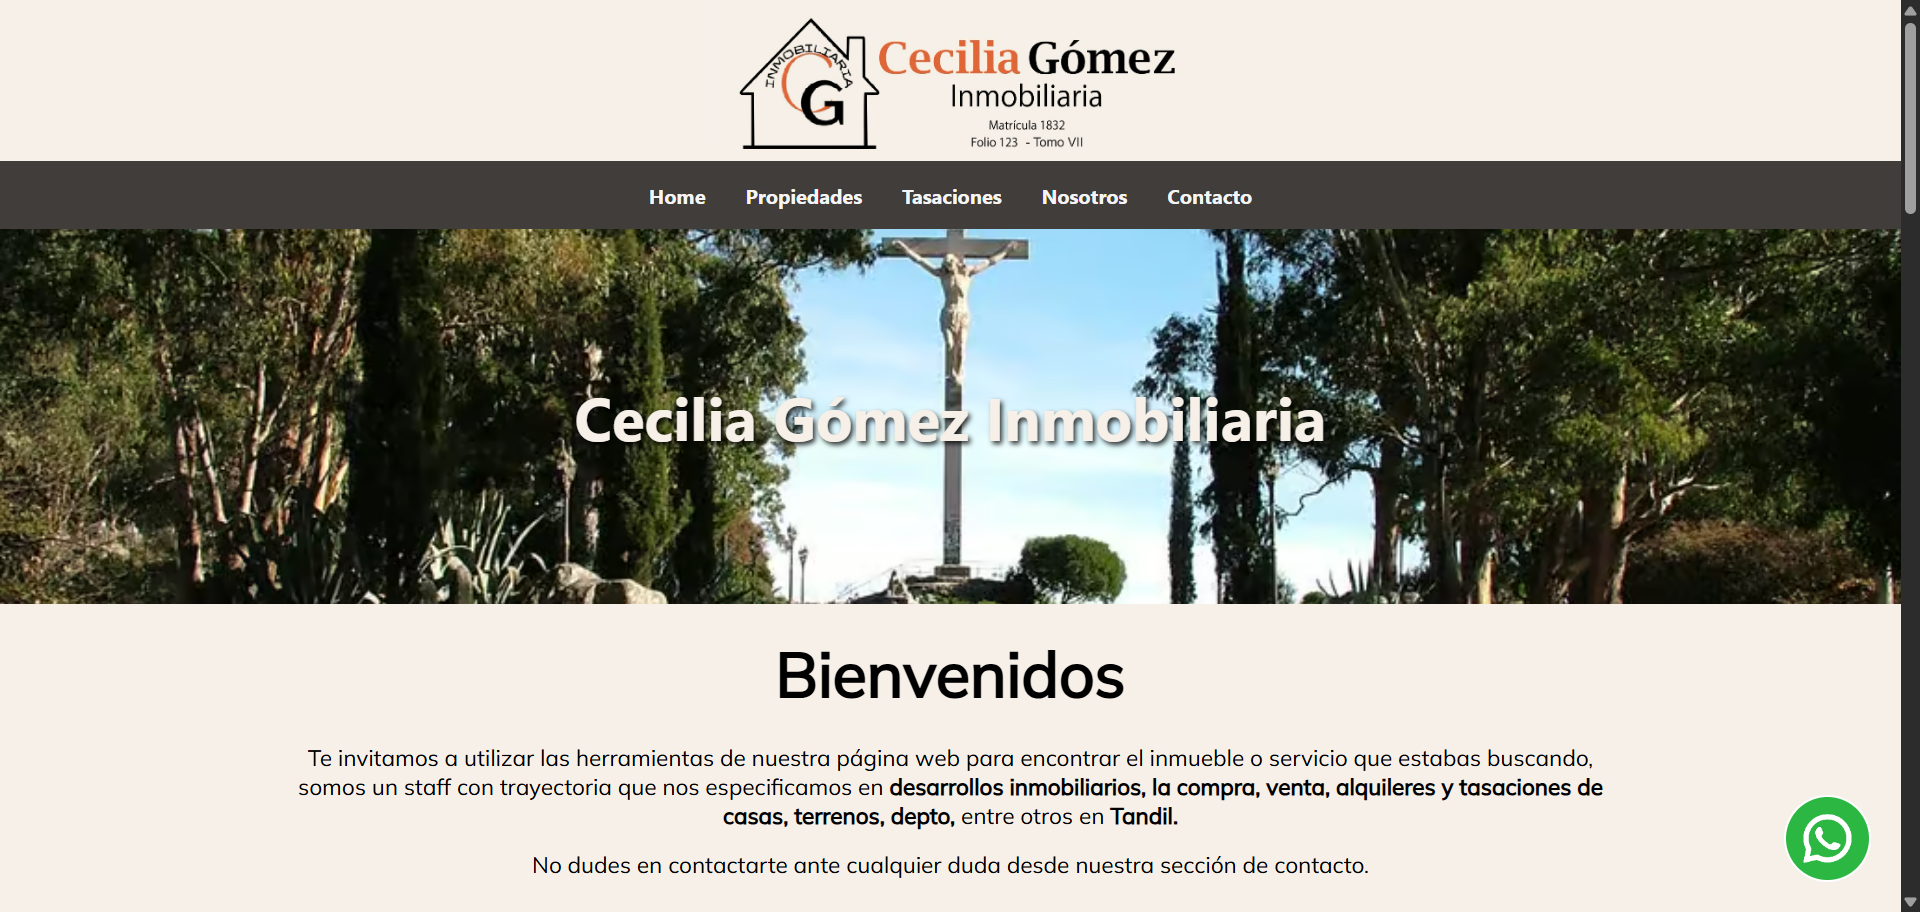 INMOBILIARIA
CG
Cecilia Gómez
Inmobiliaria
Matrícula 1832
Folio 123 - Tomo VII
Home Propiedades Tasaciones Nosotros Contacto
Cecilia Gómez Inmobiliaria
Bienvenidos
Te invitamos a utilizar las herramientas de nuestra página web para encontrar el inmueble o servicio que estabas buscando,
somos un staff con trayectoria que nos especificamos en desarrollos inmobiliarios, la compra, venta, alquileres y tasaciones de
casas, terrenos, depto, entre otros en Tandil.
No dudes en contactarte ante cualquier duda desde nuestra sección de contacto.